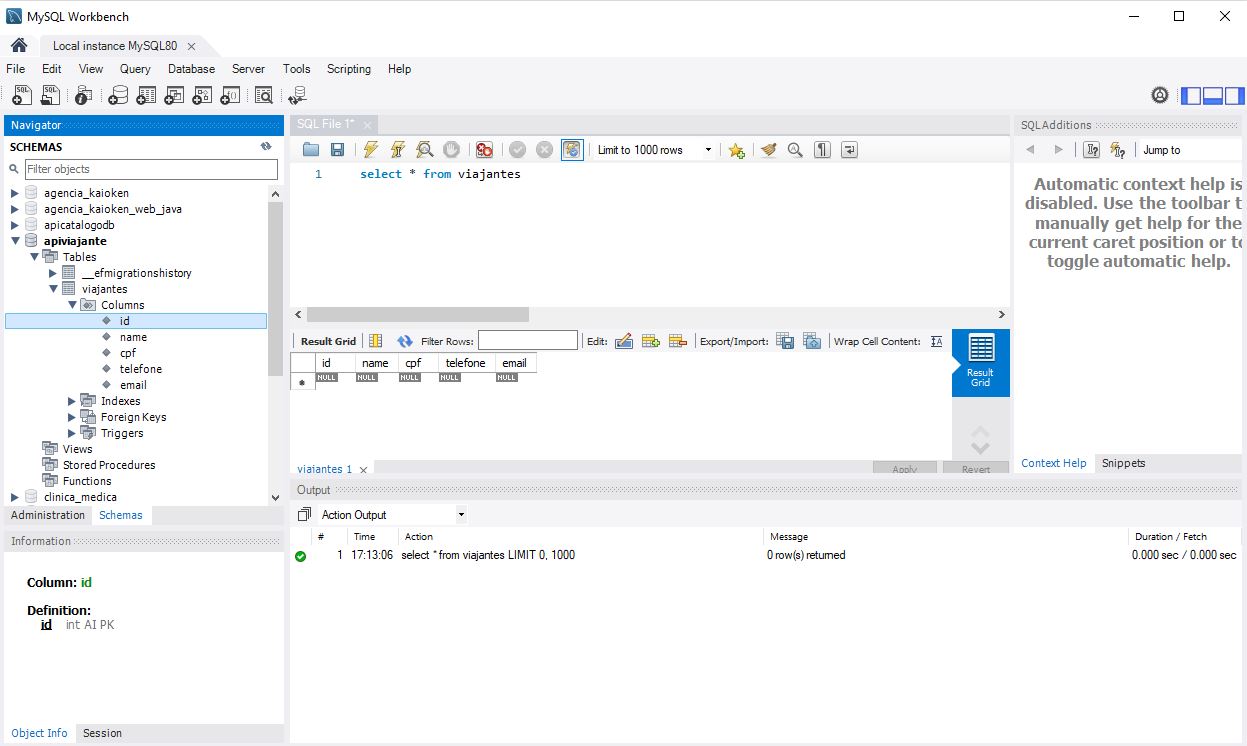 MySQL Workbench
Local instance MySQL80
File Edit View Query Database Server Tools Scripting Help
Navigator
SCHEMAS
Filter objects
agencia_kaioken
agencia_kaioken_web_java
apicatalogodb
apiviajante
Tables
__efmigrationshistory
viajantes
Columns
id
name
cpf
telefone
email
Indexes
Foreign Keys
Triggers
Views
Stored Procedures
Functions
clinica_medica
Administration Schemas
Information
Column: id
Definition:
id int AI PK
Object Info Session
SQL File 1*
Limit to 1000 rows
1 select * from viajantes
Result Grid Filter Rows: Edit: Export/Import: Wrap Cell Content:
id name cpf telefone email
* NULL NULL NULL NULL NULL
Result
Grid
viajantes 1 Apply Revert
Output
Action Output
# Time Action Message Duration / Fetch
1 17:13:06 select * from viajantes LIMIT 0, 1000 0 row(s) returned 0.000 sec / 0.000 sec
SQLAdditions
Jump to
Automatic context help is
disabled. Use the toolbar t
manually get help for the
current caret position or to
toggle automatic help.
Context Help Snippets